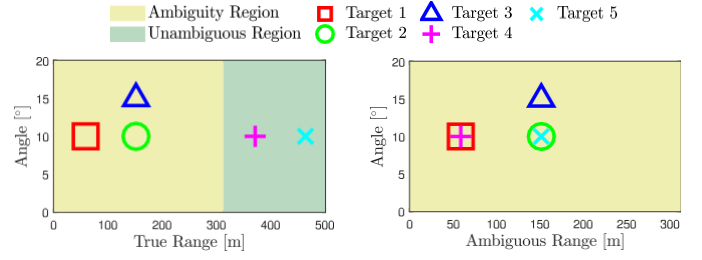 Ambiguity Region Target 1 Target 3 Target 5
Unambiguous Region Target 2 Target 4
20
15
10
5
0
Angle [°]
0 100 200 300 400 500
True Range [m]
20
15
10
5
0
Angle [°]
0 50 100 150 200 250 300
Ambiguous Range [m]